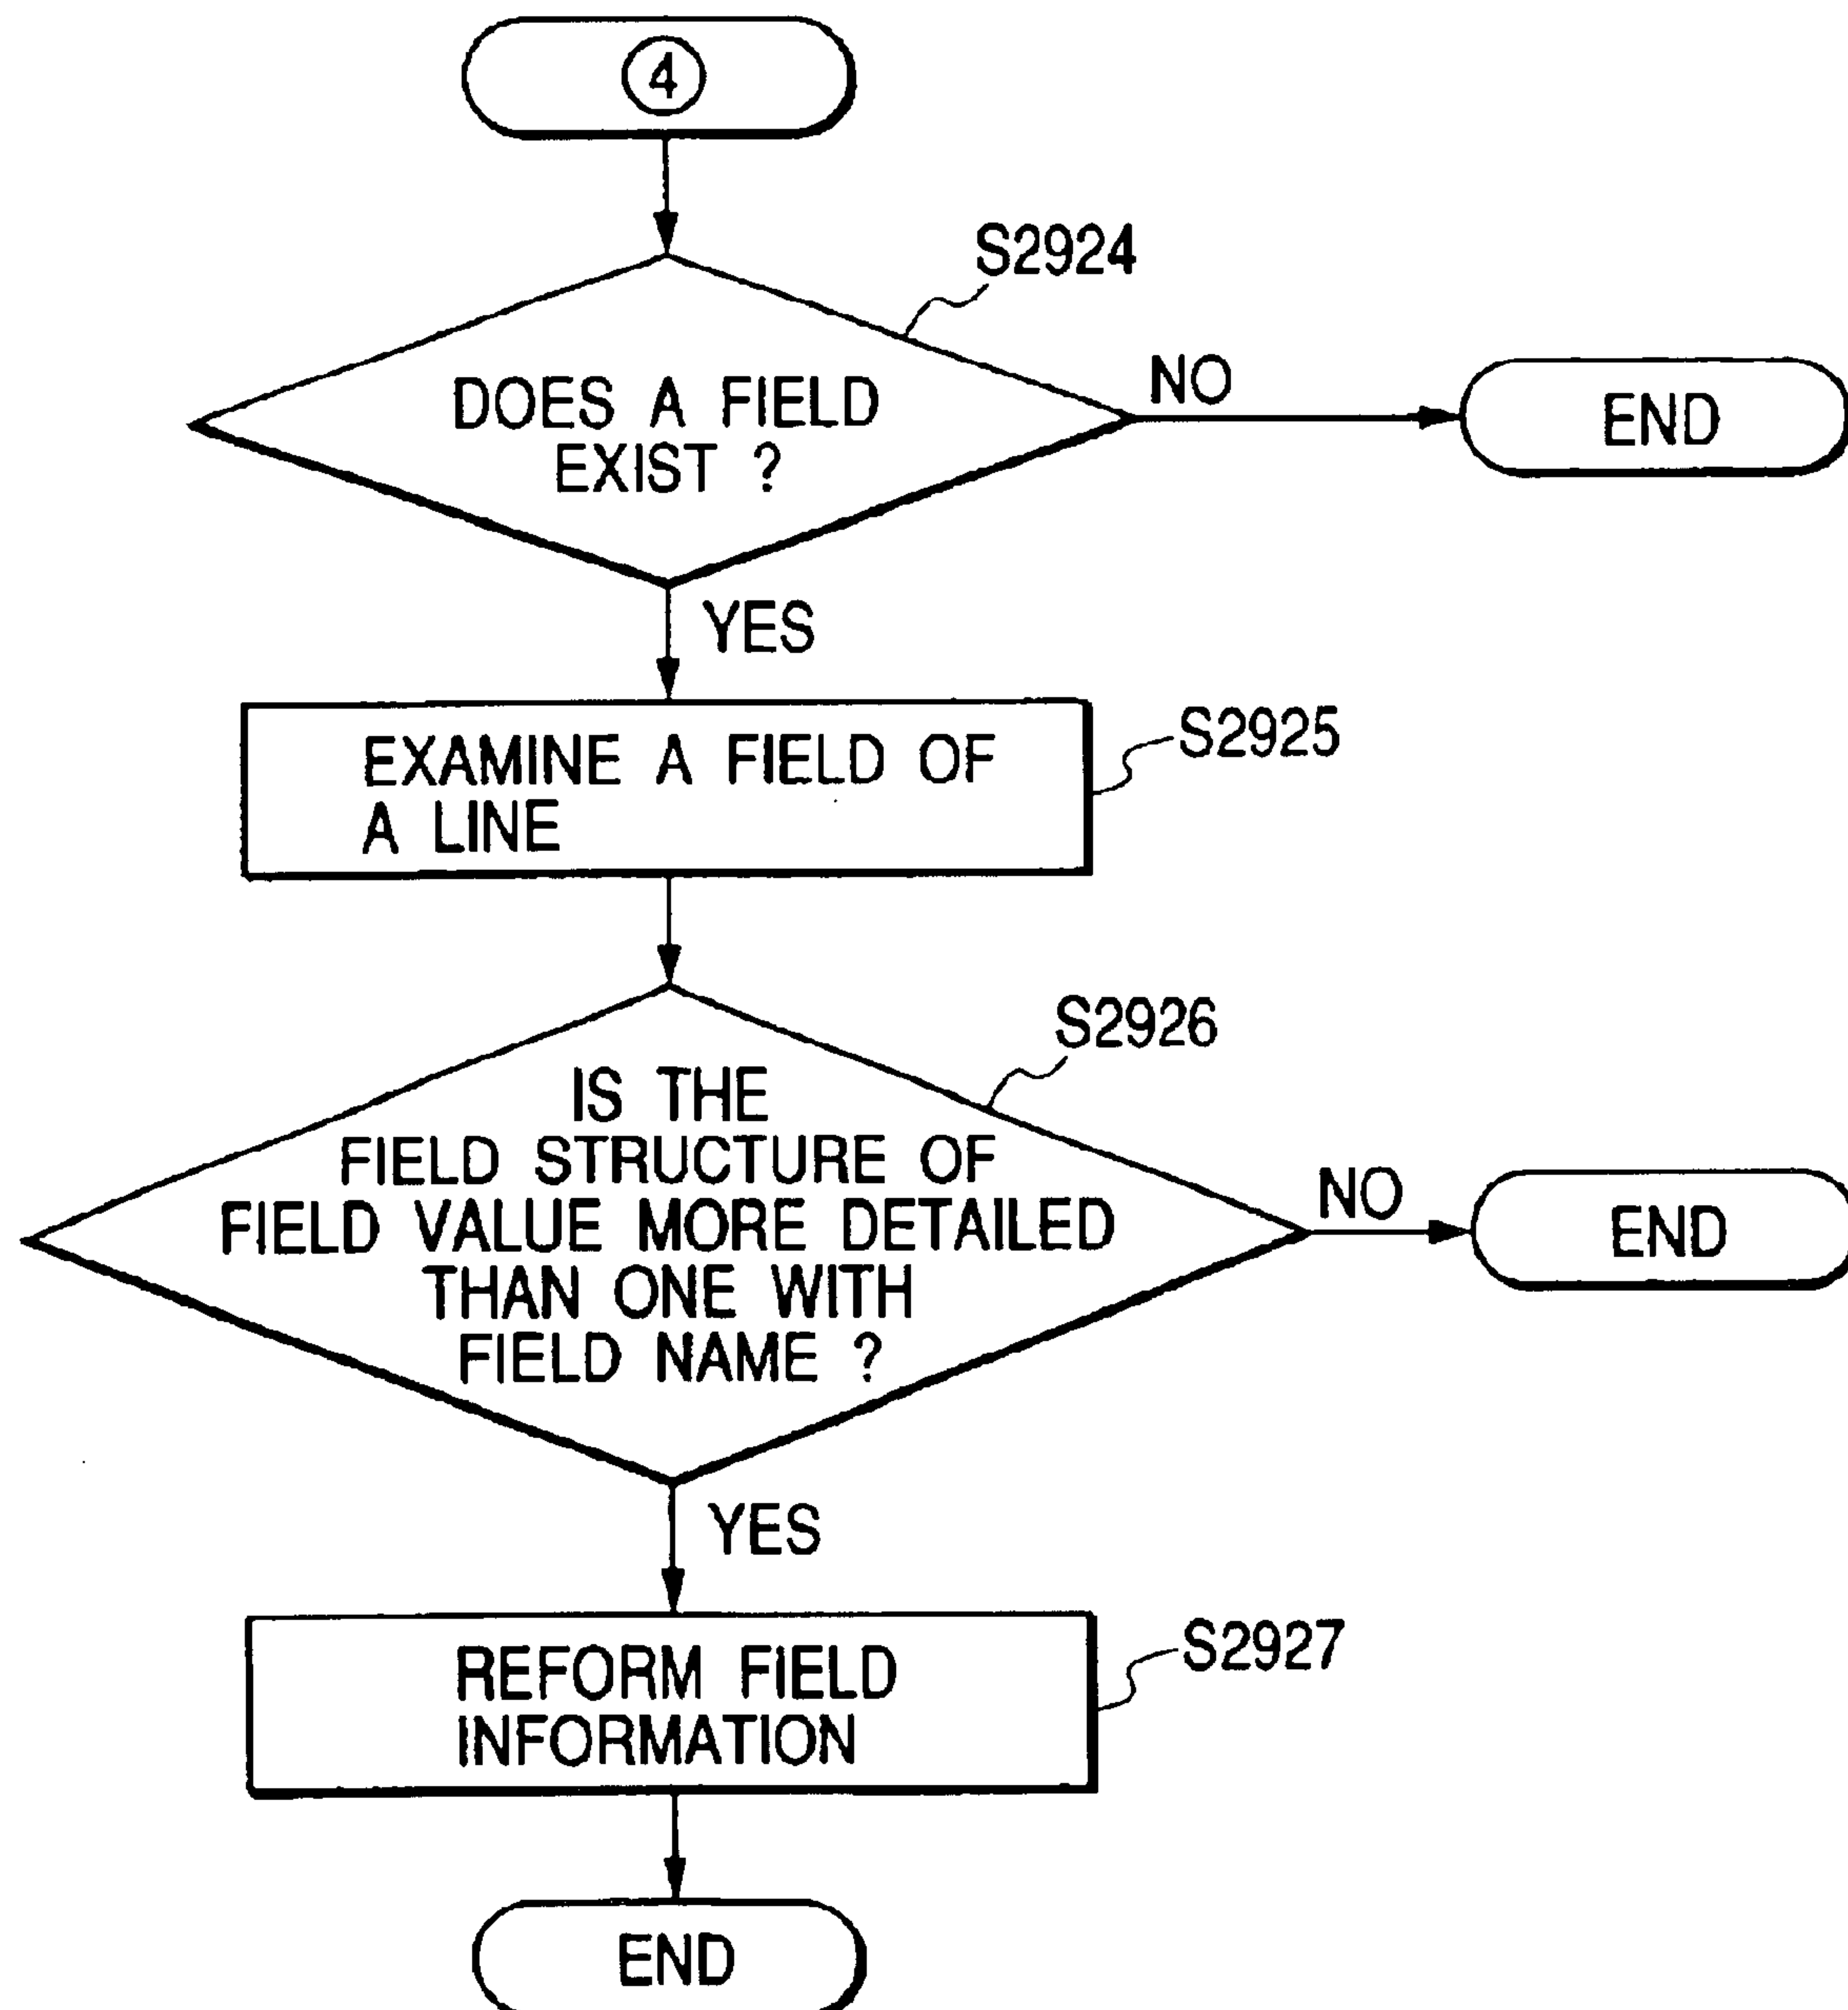 4
S2924
DOES A FIELD
EXIST ?
NO
END
YES
EXAMINE A FIELD OF
A LINE
S2925
S2926
IS THE
FIELD STRUCTURE OF
FIELD VALUE MORE DETAILED
THAN ONE WITH
FIELD NAME ?
NO
END
YES
REFORM FIELD
INFORMATION
S2927
END